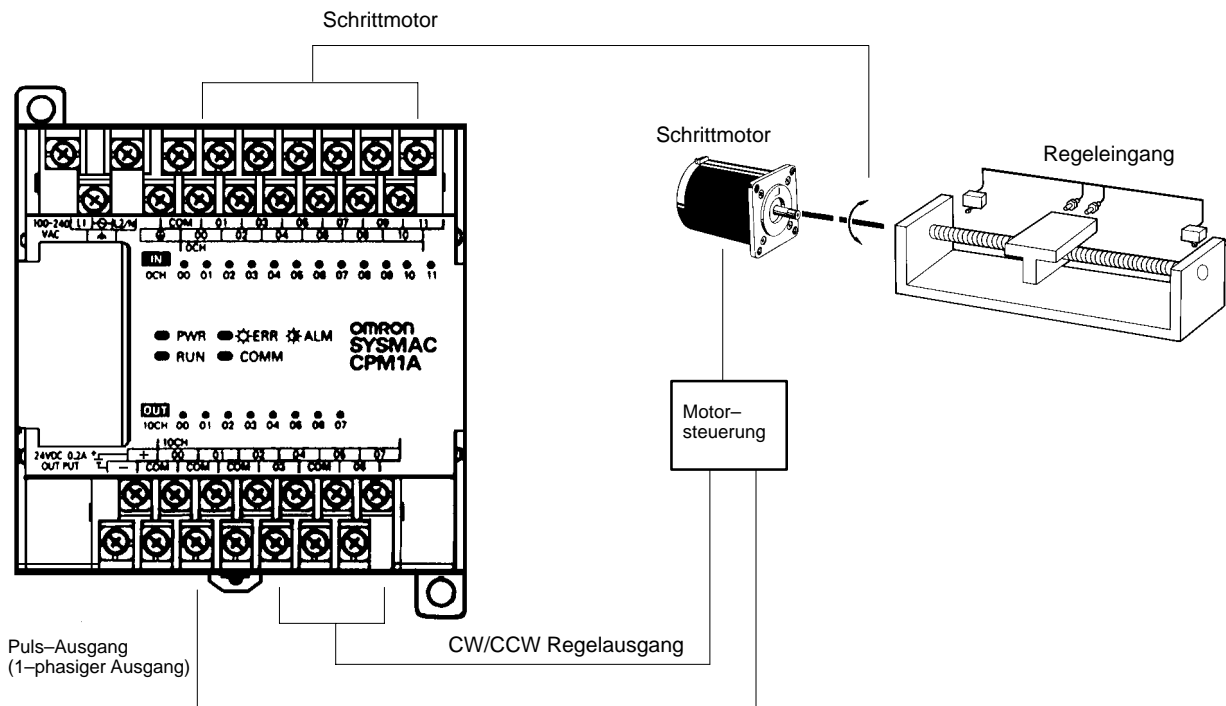 Schrittmotor
Schrittmotor
Regeleingang
100-240 L1 L2/N COM 01 03 05 07 09 11
VAC 00 02 04 06 08 10
0CH
IN
0CH 00 01 02 03 04 05 06 07 08 09 10 11
PWR ERR ALM
RUN COMM
OMRON
SYSMAC
CPM1A
Motor–
steuerung
OUT
10CH 00 01 02 03 04 05 06 07
10CH
24VDC 0.2A + 00 01 02 04 05 07
OUT PUT – COM COM COM 03 COM 06
CW/CCW Regelausgang
Puls–Ausgang
(1–phasiger Ausgang)